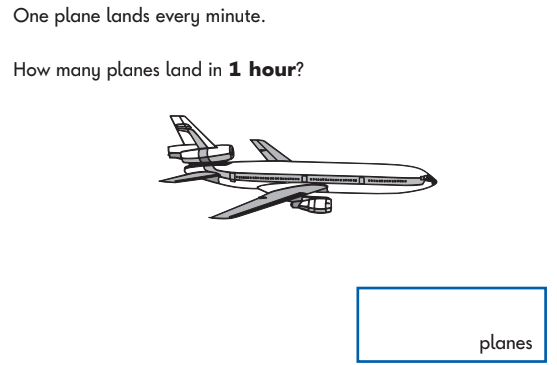 One plane lands every minute.
How many planes land in 1 hour?
planes